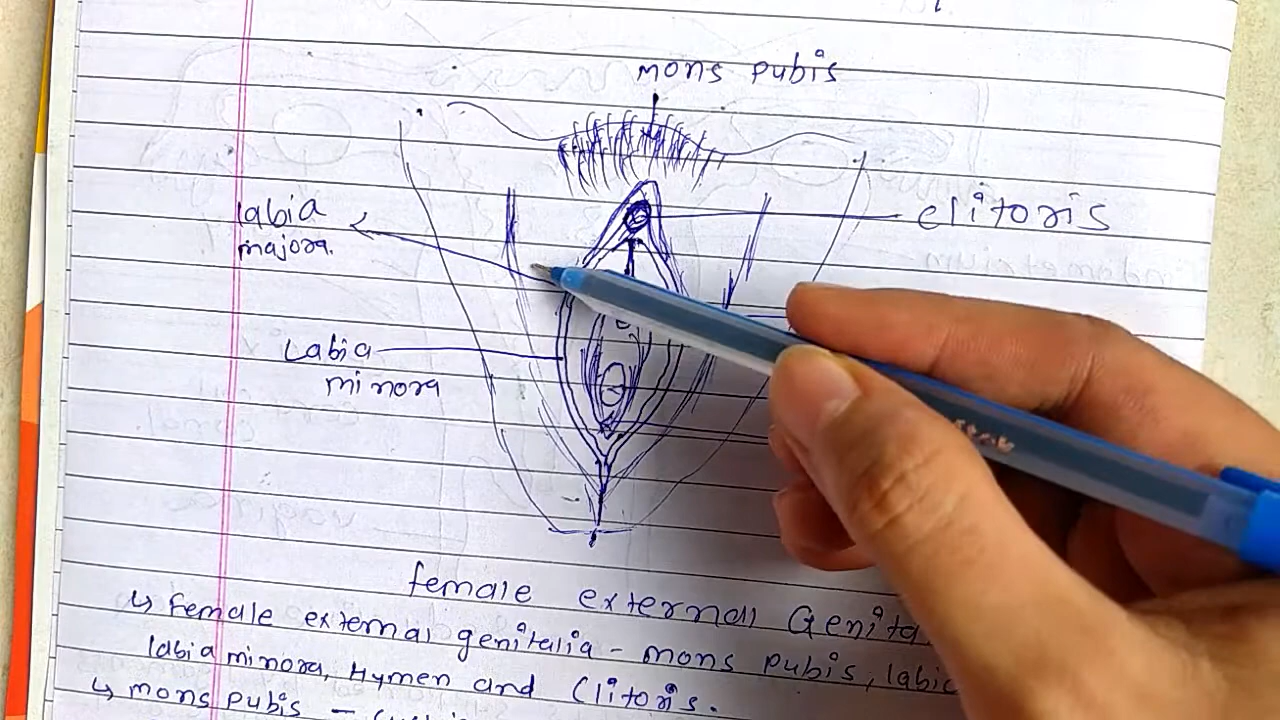 mons pubis
labia
majora.
clitoris
Labia
minora
female external Genita
↳ Female external genitalia - mons pubis, labia
labia minora, Hymen and Clitoris.
↳ mons pubis -